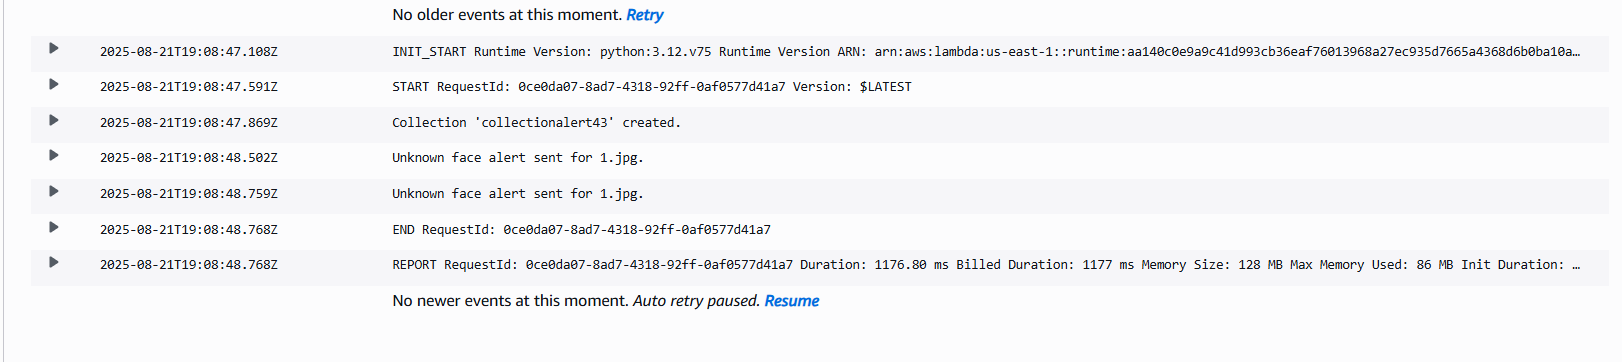 No older events at this moment. Retry
2025-08-21T19:08:47.108Z INIT_START Runtime Version: python:3.12.v75 Runtime Version ARN: arn:aws:lambda:us-east-1::runtime:aa140c0e9a9c41d993cb36eaf76013968a27ec935d7665a4368d6b0ba10a…
2025-08-21T19:08:47.591Z START RequestId: 0ce0da07-8ad7-4318-92ff-0af0577d41a7 Version: $LATEST
2025-08-21T19:08:47.869Z Collection 'collectionalert43' created.
2025-08-21T19:08:48.502Z Unknown face alert sent for 1.jpg.
2025-08-21T19:08:48.759Z Unknown face alert sent for 1.jpg.
2025-08-21T19:08:48.768Z END RequestId: 0ce0da07-8ad7-4318-92ff-0af0577d41a7
2025-08-21T19:08:48.768Z REPORT RequestId: 0ce0da07-8ad7-4318-92ff-0af0577d41a7 Duration: 1176.80 ms Billed Duration: 1177 ms Memory Size: 128 MB Max Memory Used: 86 MB Init Duration: …
No newer events at this moment. Auto retry paused. Resume